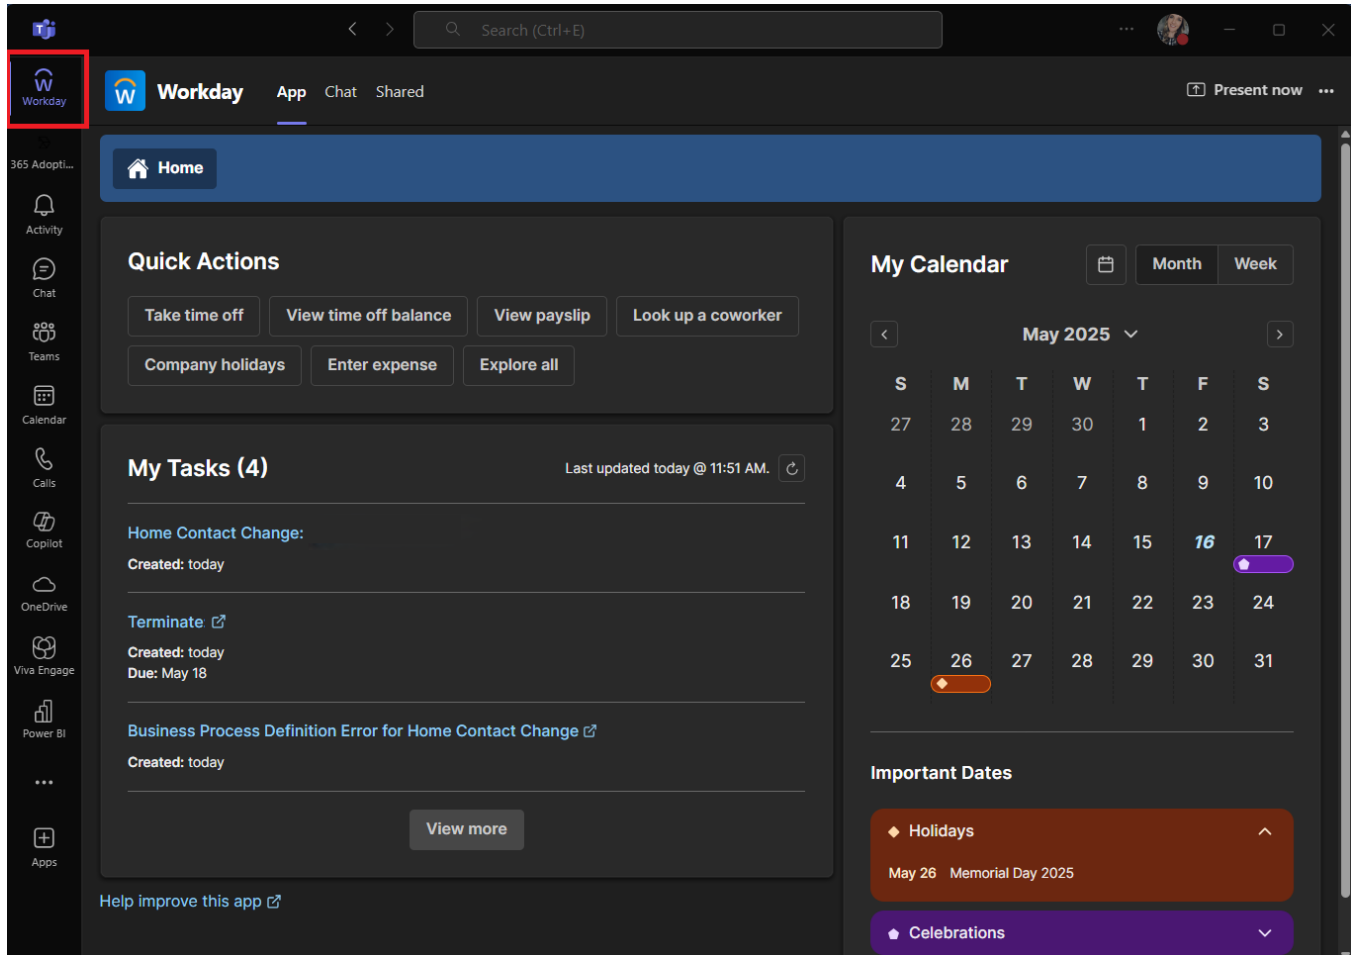 Search (Ctrl+E)
Workday
Workday App Chat Shared
Present now
365 Adopti...
Activity
Chat
Teams
Calendar
Calls
Copilot
OneDrive
Viva Engage
Power BI
Apps
Home
Quick Actions
Take time off View time off balance View payslip Look up a coworker
Company holidays Enter expense Explore all
My Tasks (4)
Last updated today @ 11:51 AM.
Home Contact Change:
Created: today
Terminate:
Created: today
Due: May 18
Business Process Definition Error for Home Contact Change
Created: today
View more
Help improve this app
My Calendar
Month Week
May 2025
S M T W T F S
27 28 29 30 1 2 3
4 5 6 7 8 9 10
11 12 13 14 15 16 17
18 19 20 21 22 23 24
25 26 27 28 29 30 31
Important Dates
Holidays
May 26 Memorial Day 2025
Celebrations